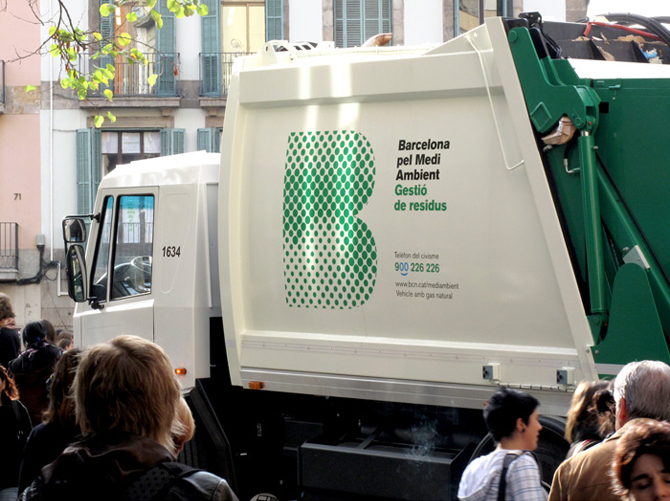 71
1634
B
Barcelona
pel Medi
Ambient
Gestió
de residus
Telèfon del civisme
900 226 226
www.bcn.cat/mediambient
Vehicle amb gas natural